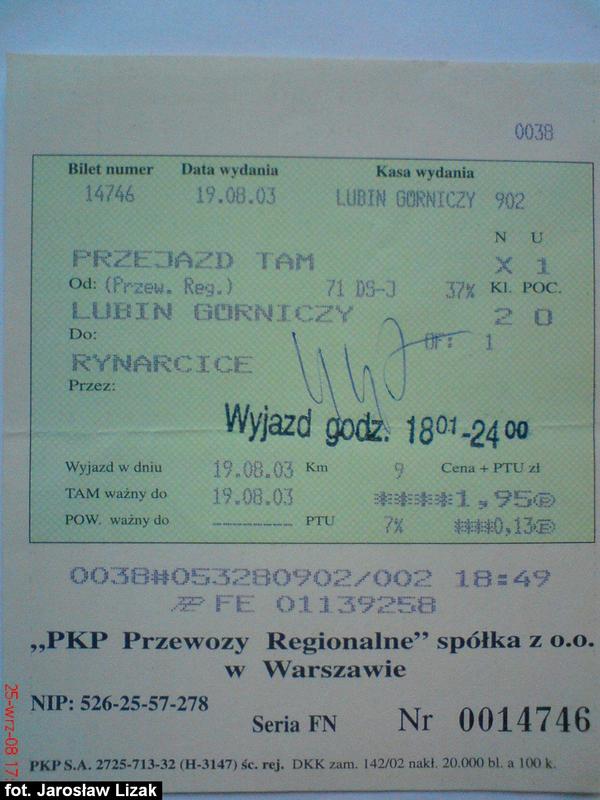 0038
Bilet numer Data wydania Kasa wydania
14746 19.08.03 LUBIN GÓRNICZY 902
N U
PRZEJAZD TAM X 1
Od: (Przew. Reg.) 71 DS-J 37% Kl. POC.
LUBIN GÓRNICZY 2 0
Do: OF: 1
RYNARCICE
Przez:
Wyjazd godz. 18 01-24 00
Wyjazd w dniu 19.08.03 Km 9 Cena + PTU zł
TAM ważny do 19.08.03 *****1,95
POW. ważny do -------- PTU 7% ****0,13
0038#053280902/002 18:49
FE 01139258
„PKP Przewozy Regionalne” spółka z o.o.
w Warszawie
NIP: 526-25-57-278
Seria FN Nr 0014746
PKP S.A. 2725-713-32 (H-3147) śc. rej. DKK zam. 142/02 nakł. 20.000 bl. a 100 k.
25-wrz-08
fot. Jarosław Lizak